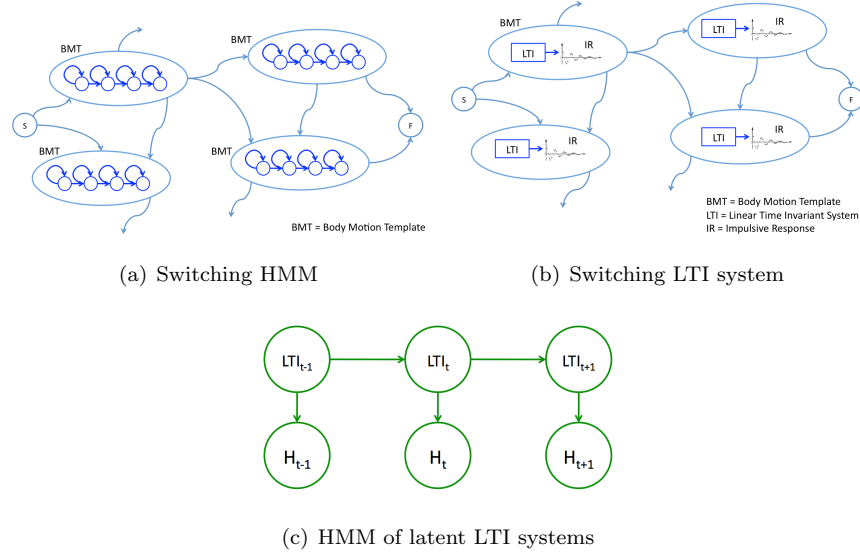 BMT
BMT
S
F
BMT
BMT
BMT = Body Motion Template
(a) Switching HMM
BMT
LTI
IR
LTI
IR
S
F
LTI
IR
LTI
IR
BMT = Body Motion Template
LTI = Linear Time Invariant System
IR = Impulsive Response
(b) Switching LTI system
LTIt-1
LTIt
LTIt+1
Ht-1
Ht
Ht+1
(c) HMM of latent LTI systems